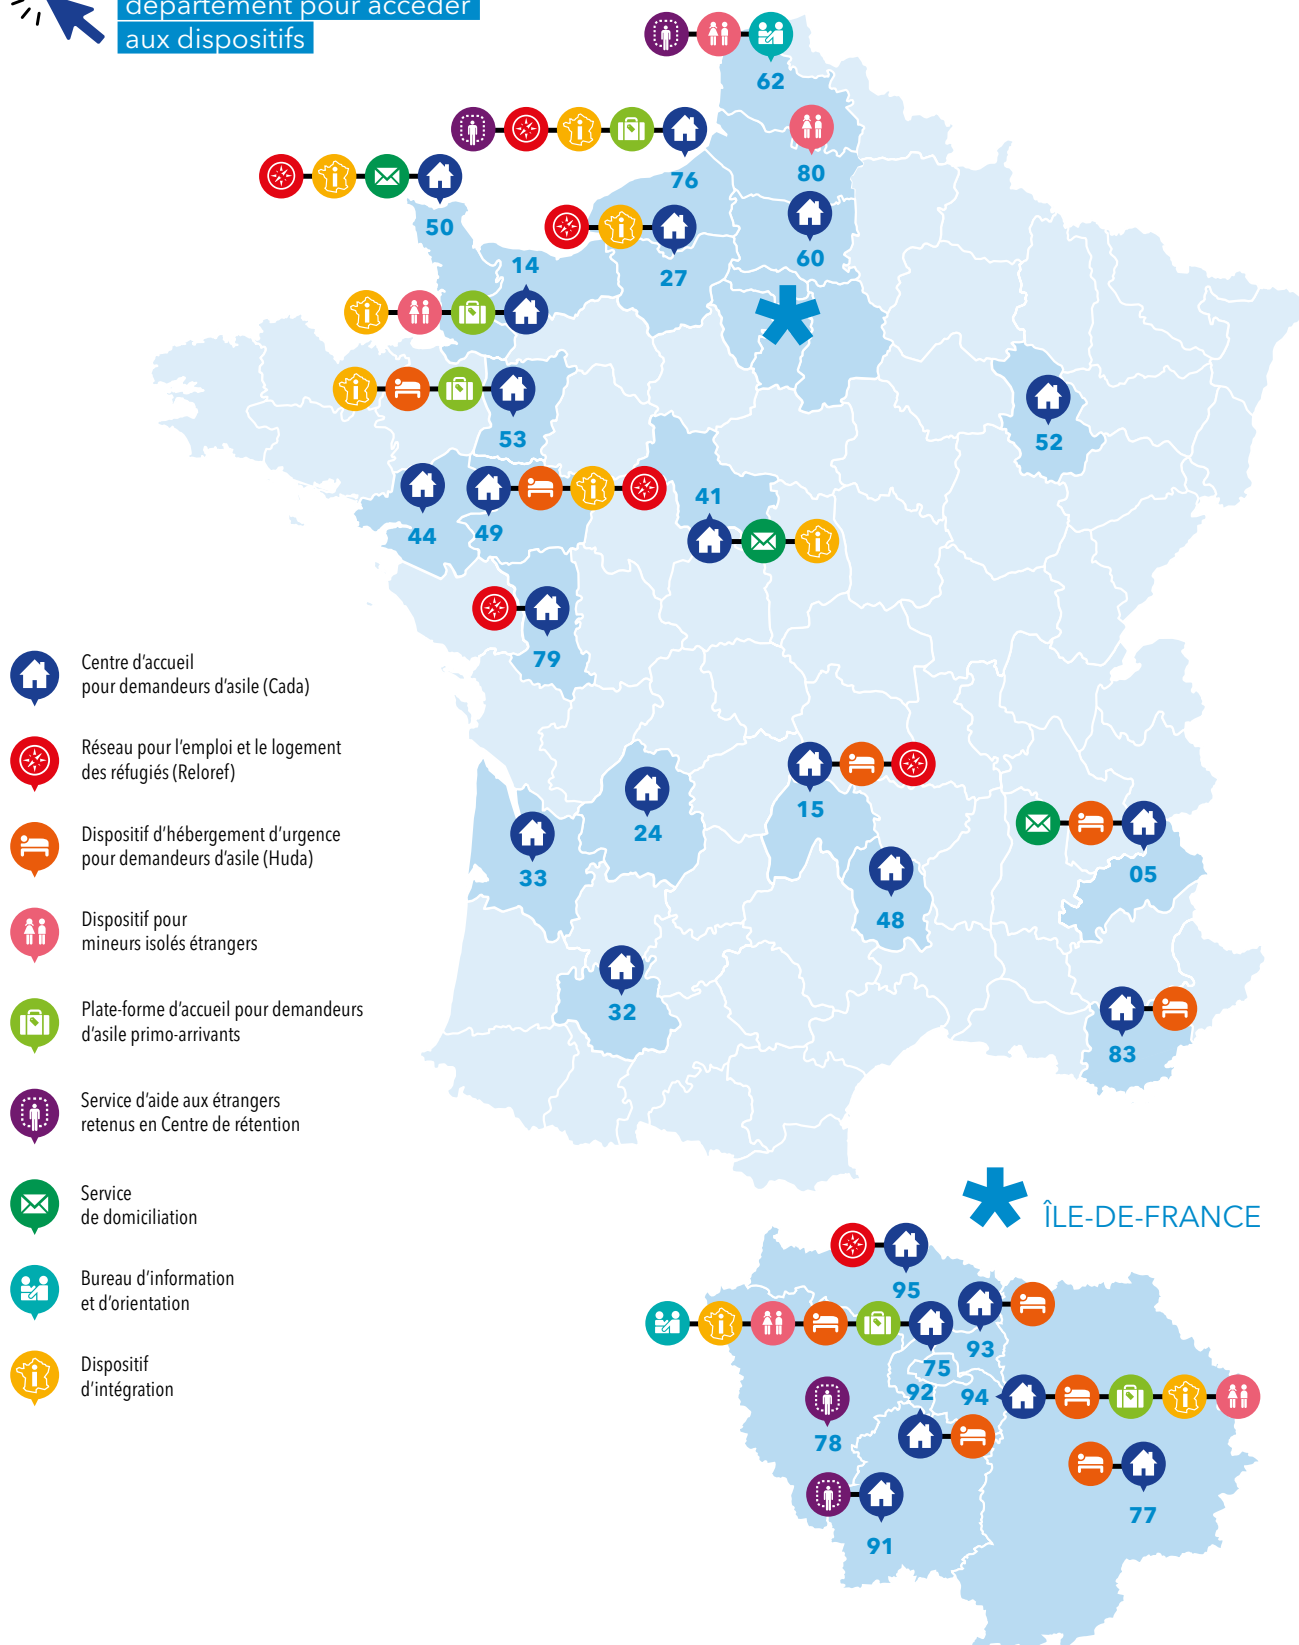 département pour accéder
aux dispositifs
62
80
76
50
60
14
27
53
52
41
44
49
79
15
24
33
48
05
32
83
Centre d'accueil
pour demandeurs d'asile (Cada)
Réseau pour l'emploi et le logement
des réfugiés (Reloref)
Dispositif d'hébergement d'urgence
pour demandeurs d'asile (Huda)
Dispositif pour
mineurs isolés étrangers
Plate-forme d'accueil pour demandeurs
d'asile primo-arrivants
Service d'aide aux étrangers
retenus en Centre de rétention
Service
de domiciliation
Bureau d'information
et d'orientation
Dispositif
d'intégration
ÎLE-DE-FRANCE
95
93
75
92
94
78
77
91